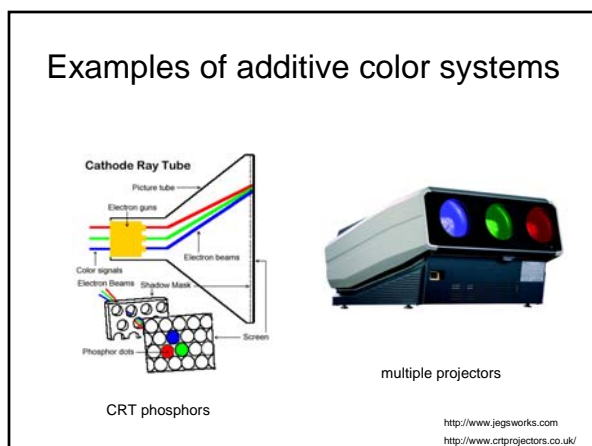 Examples of additive color systems
Cathode Ray Tube
Picture tube
Electron guns
Electron beams
Color signals
Electron Beams
Shadow Mask
Screen
Phosphor dots
CRT phosphors
multiple projectors
http://www.jegsworks.com
http://www.crtprojectors.co.uk/